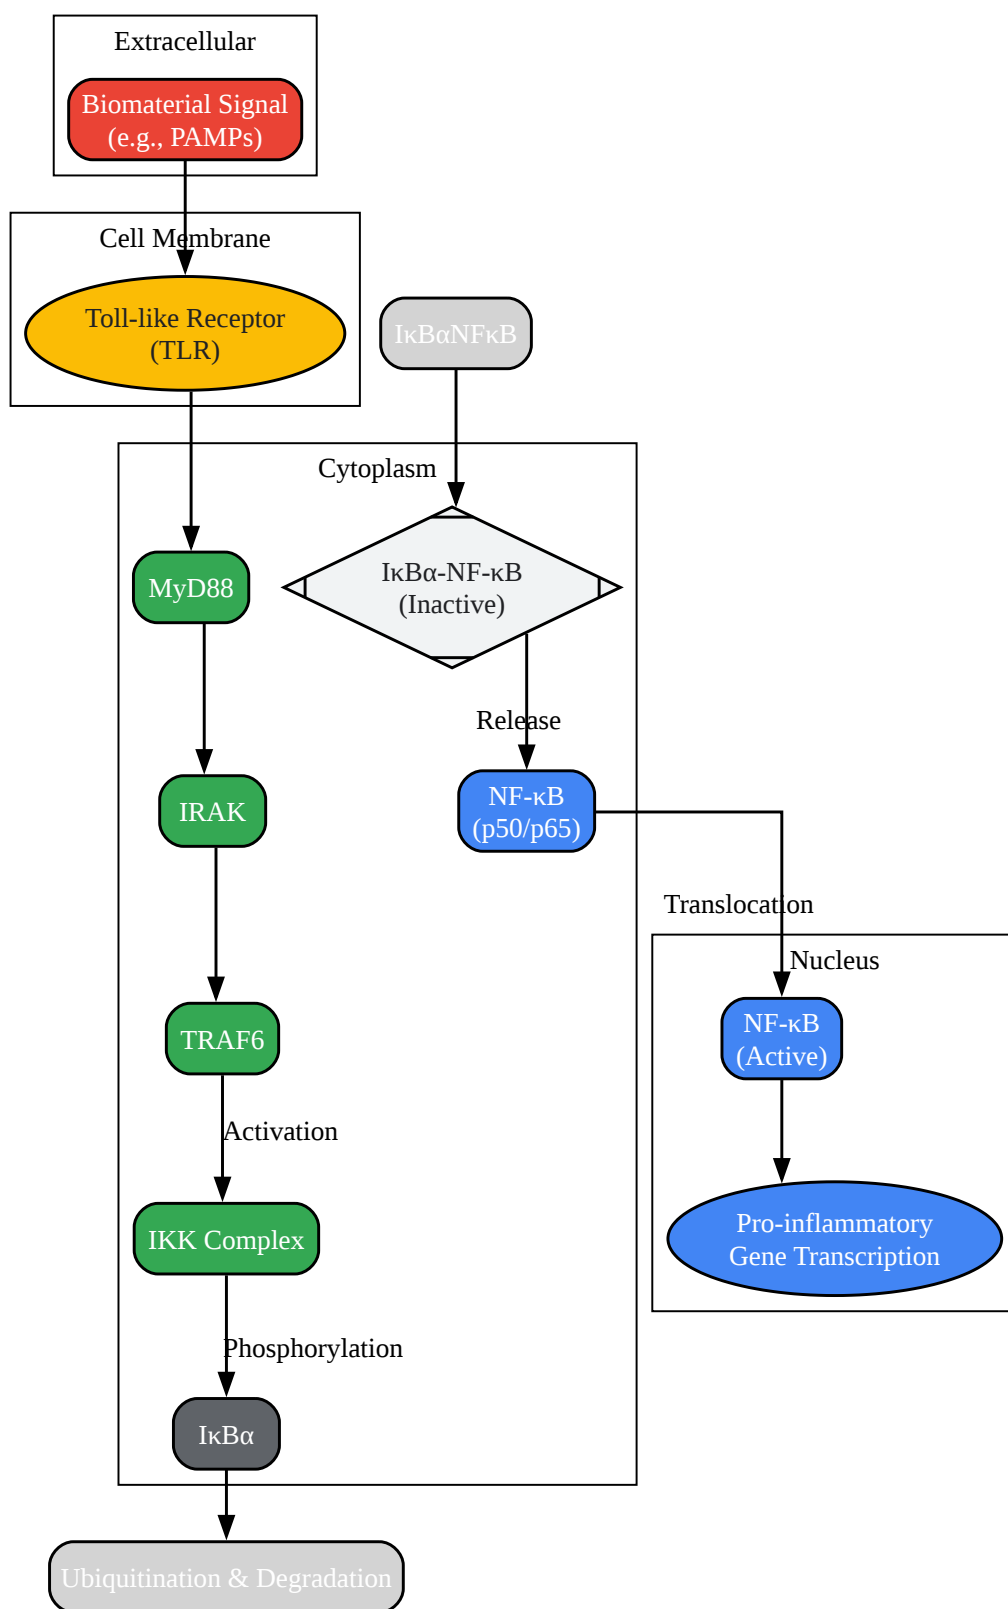 Extracellular
Biomaterial Signal
(e.g., PAMPs)
Cell Membrane
Toll-like Receptor
(TLR)
IκBαNFκB
Cytoplasm
IκBα-NF-κB
(Inactive)
MyD88
Release
IRAK
NF-κB
(p50/p65)
Translocation
Nucleus
TRAF6
NF-κB
(Active)
Activation
IKK Complex
Pro-inflammatory
Gene Transcription
Phosphorylation
IκBα
Ubiquitination & Degradation